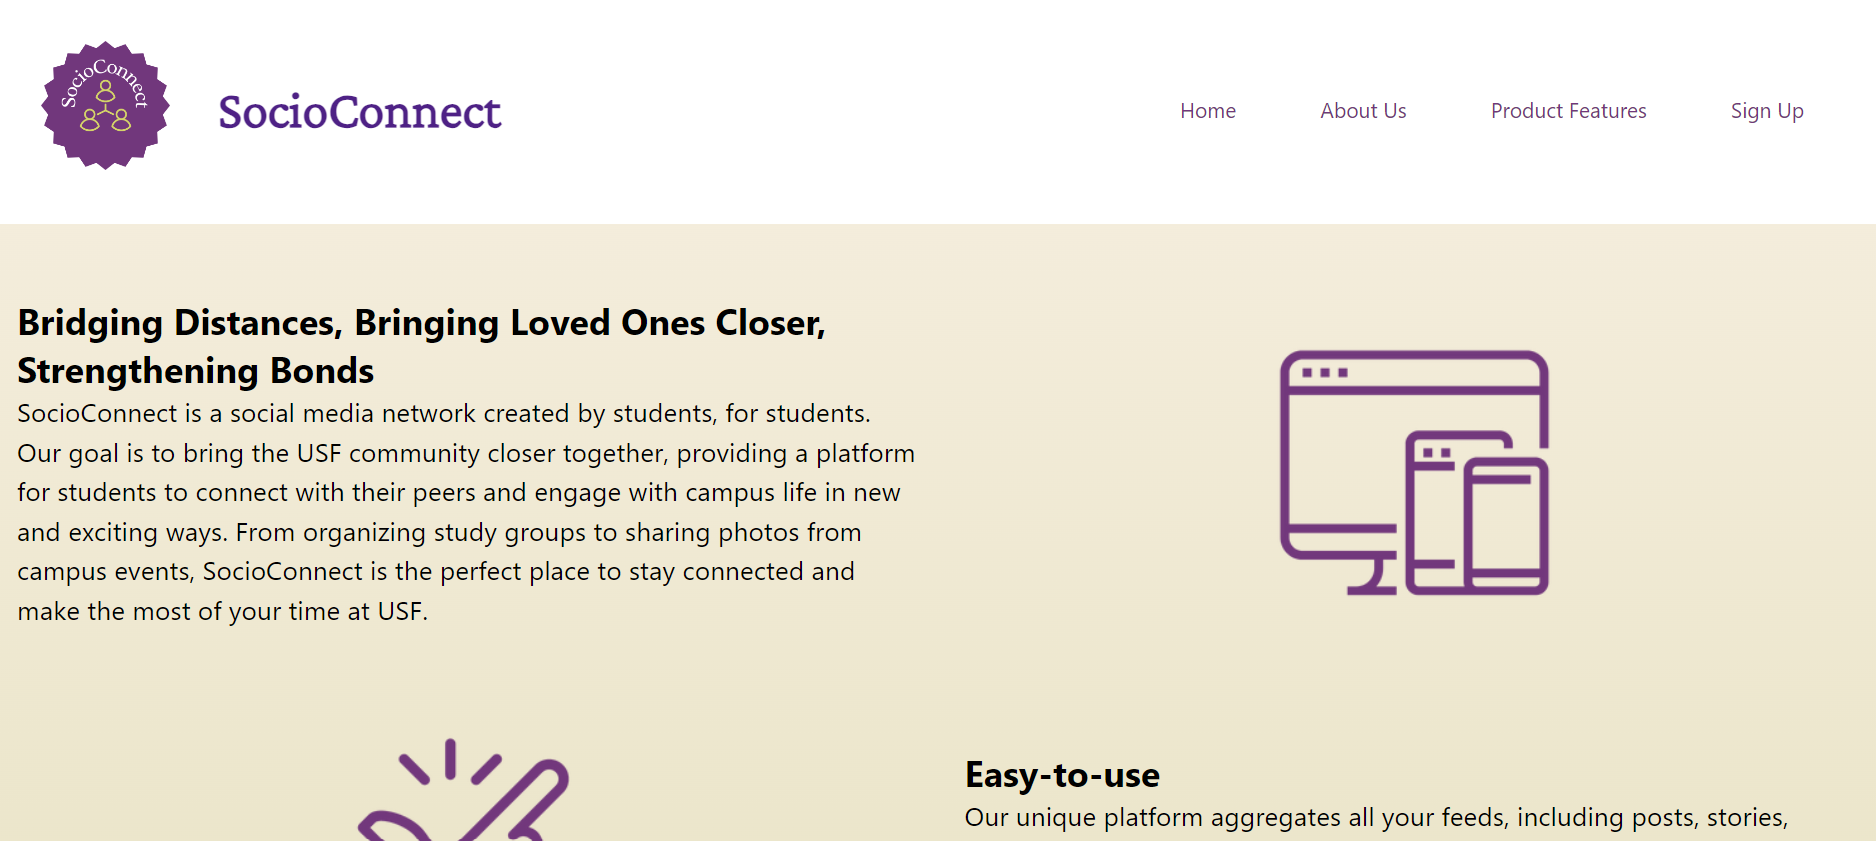 SocioConnect
SocioConnect
Home
About Us
Product Features
Sign Up
Bridging Distances, Bringing Loved Ones Closer,
Strengthening Bonds
SocioConnect is a social media network created by students, for students.
Our goal is to bring the USF community closer together, providing a platform
for students to connect with their peers and engage with campus life in new
and exciting ways. From organizing study groups to sharing photos from
campus events, SocioConnect is the perfect place to stay connected and
make the most of your time at USF.
Easy-to-use
Our unique platform aggregates all your feeds, including posts, stories,